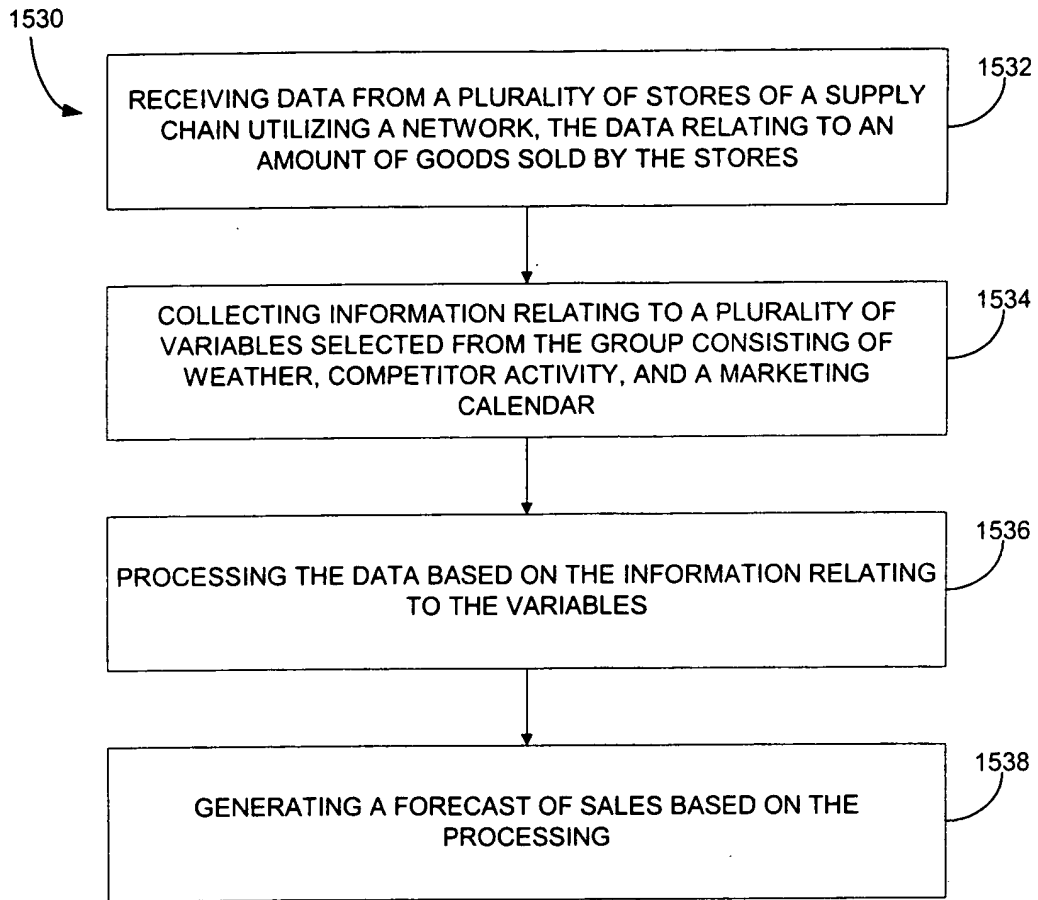 1530
1532
RECEIVING DATA FROM A PLURALITY OF STORES OF A SUPPLY
CHAIN UTILIZING A NETWORK, THE DATA RELATING TO AN
AMOUNT OF GOODS SOLD BY THE STORES
1534
COLLECTING INFORMATION RELATING TO A PLURALITY OF
VARIABLES SELECTED FROM THE GROUP CONSISTING OF
WEATHER, COMPETITOR ACTIVITY, AND A MARKETING
CALENDAR
1536
PROCESSING THE DATA BASED ON THE INFORMATION RELATING
TO THE VARIABLES
1538
GENERATING A FORECAST OF SALES BASED ON THE
PROCESSING